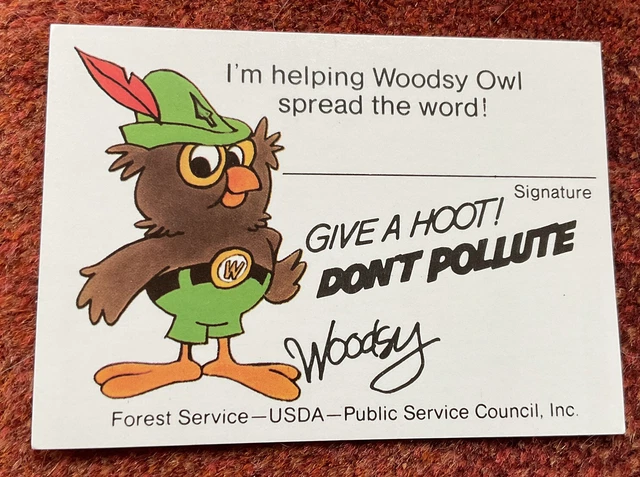 I'm helping Woodsy Owl
spread the word!
Signature
GIVE A HOOT!
DON'T POLLUTE
W
Woodsy
Forest Service—USDA—Public Service Council, Inc.